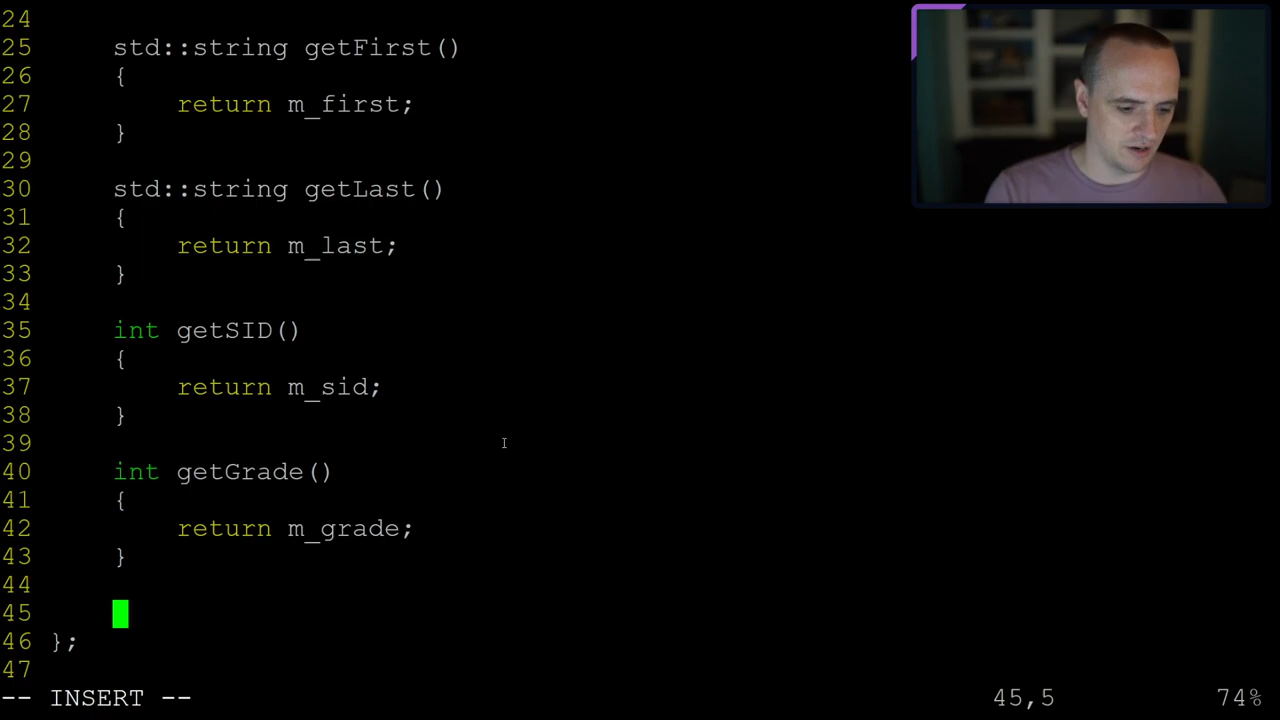 24
25 std::string getFirst()
26 {
27 return m_first;
28 }
29
30 std::string getLast()
31 {
32 return m_last;
33 }
34
35 int getSID()
36 {
37 return m_sid;
38 }
39
40 int getGrade()
41 {
42 return m_grade;
43 }
44
45
46 };
47
-- INSERT -- 45,5 74%